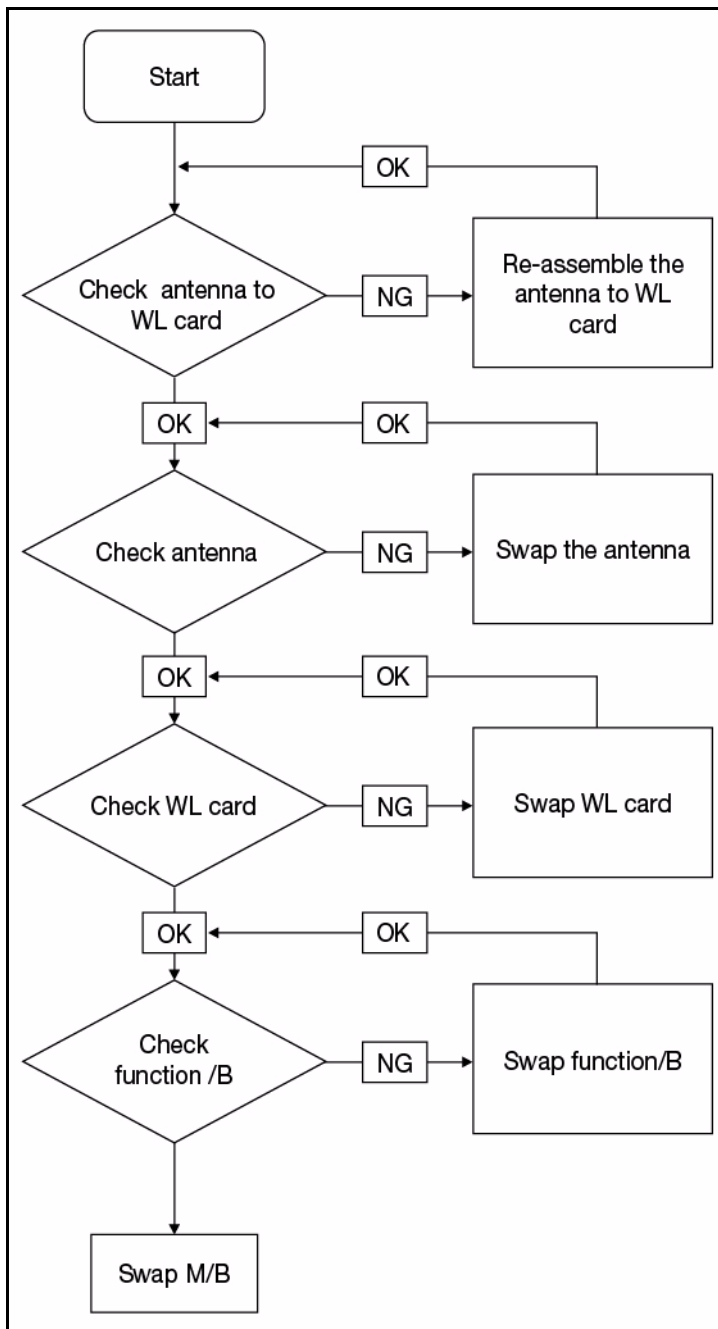 Start
OK
Check antenna to
WL card
NG
Re-assemble the
antenna to WL
card
OK
OK
Check antenna
NG
Swap the antenna
OK
OK
Check WL card
NG
Swap WL card
OK
OK
Check
function /B
NG
Swap function/B
Swap M/B